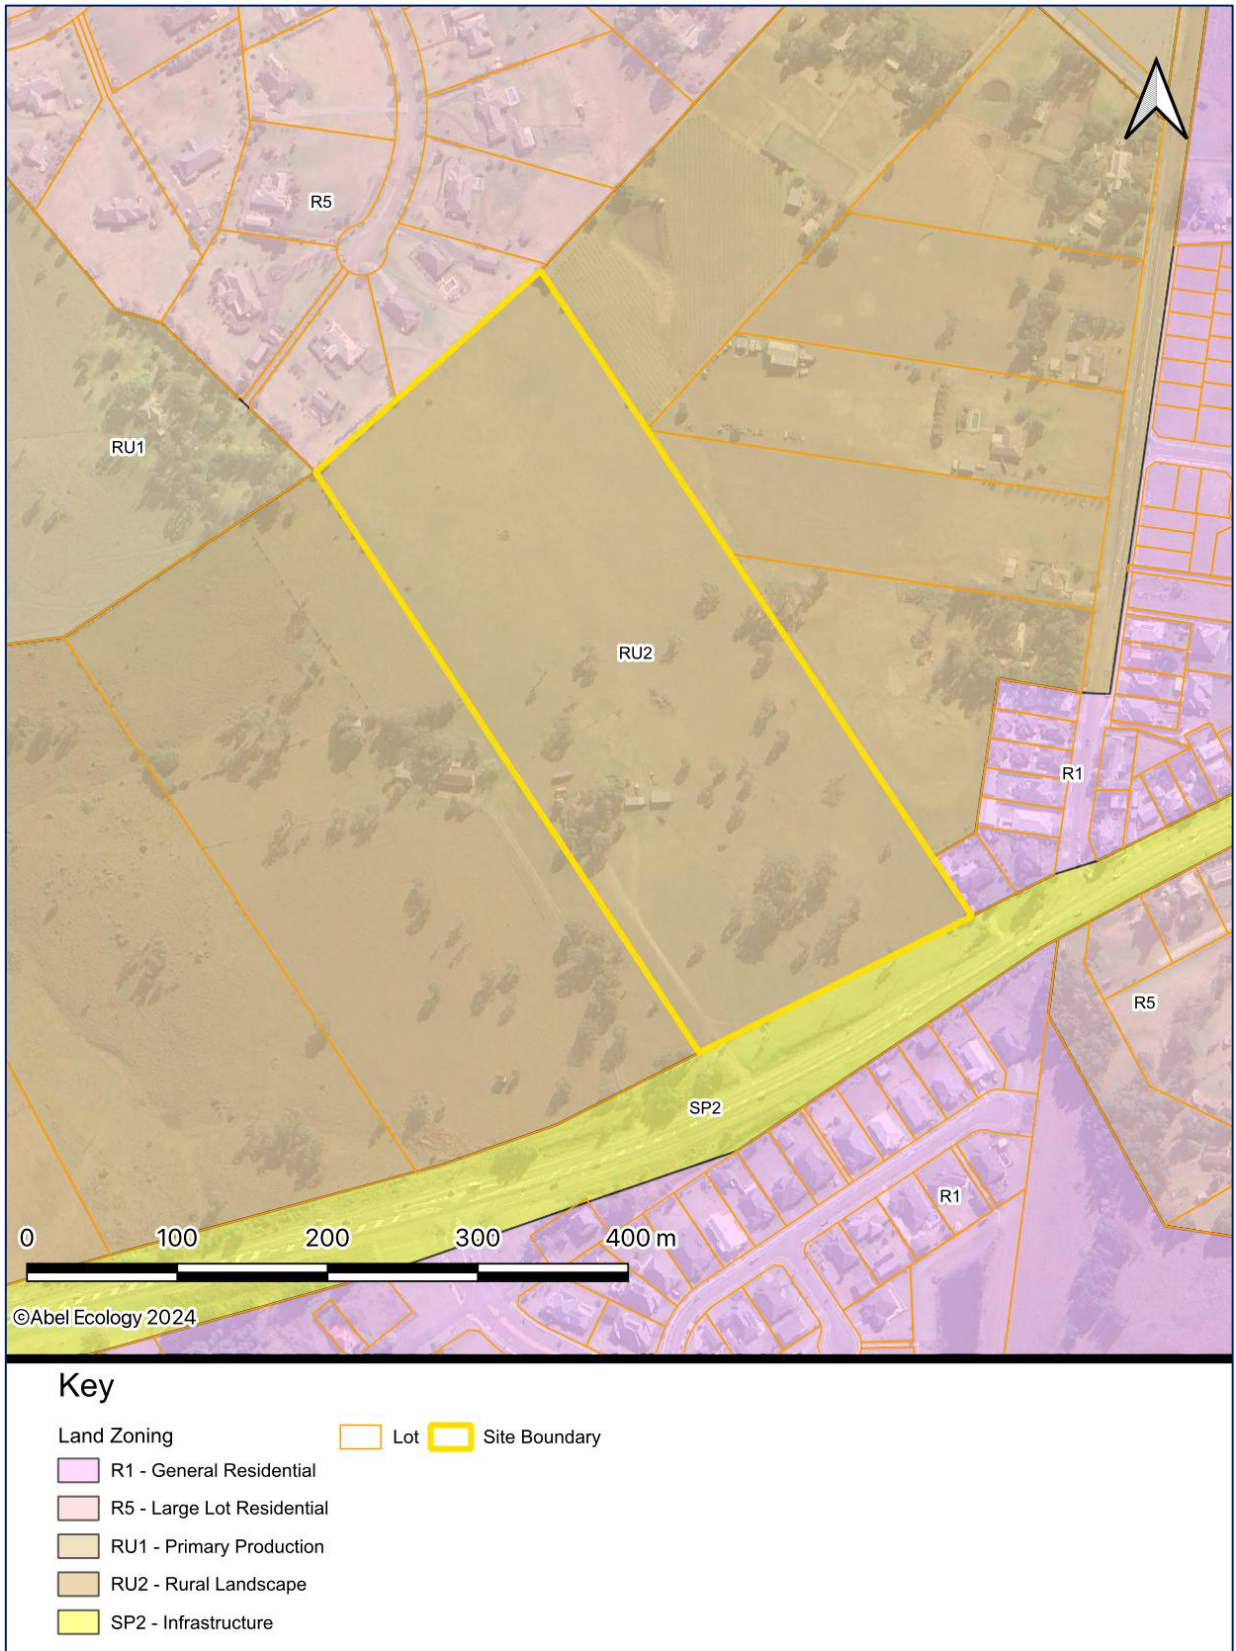 R5
RU1
RU2
R1
R5
SP2
R1
0 100 200 300 400 m
©Abel Ecology 2024
Key
Land Zoning
Lot
Site Boundary
R1 - General Residential
R5 - Large Lot Residential
RU1 - Primary Production
RU2 - Rural Landscape
SP2 - Infrastructure